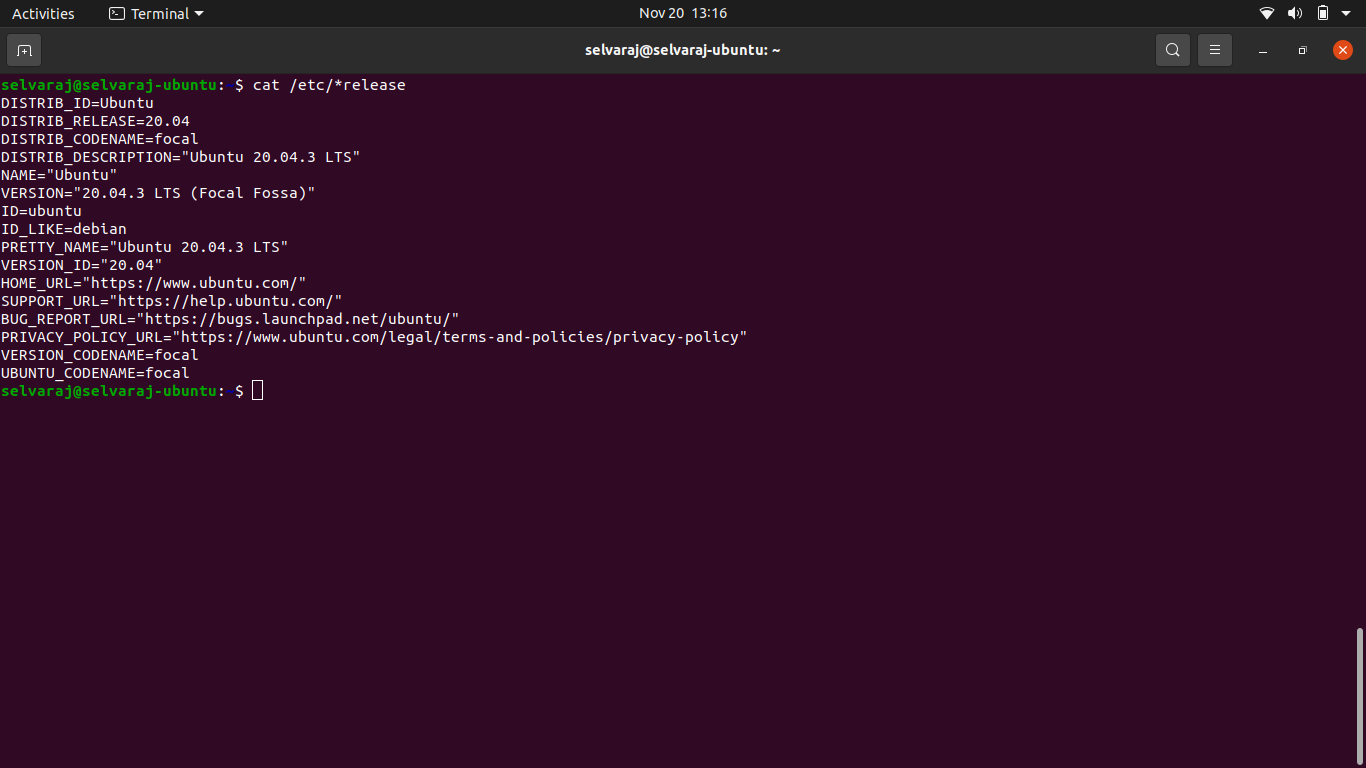 Activities Terminal Nov 20 13:16
selvaraj@selvaraj-ubuntu: ~
selvaraj@selvaraj-ubuntu:~$ cat /etc/*release
DISTRIB_ID=Ubuntu
DISTRIB_RELEASE=20.04
DISTRIB_CODENAME=focal
DISTRIB_DESCRIPTION="Ubuntu 20.04.3 LTS"
NAME="Ubuntu"
VERSION="20.04.3 LTS (Focal Fossa)"
ID=ubuntu
ID_LIKE=debian
PRETTY_NAME="Ubuntu 20.04.3 LTS"
VERSION_ID="20.04"
HOME_URL="https://www.ubuntu.com/"
SUPPORT_URL="https://help.ubuntu.com/"
BUG_REPORT_URL="https://bugs.launchpad.net/ubuntu/"
PRIVACY_POLICY_URL="https://www.ubuntu.com/legal/terms-and-policies/privacy-policy"
VERSION_CODENAME=focal
UBUNTU_CODENAME=focal
selvaraj@selvaraj-ubuntu:~$